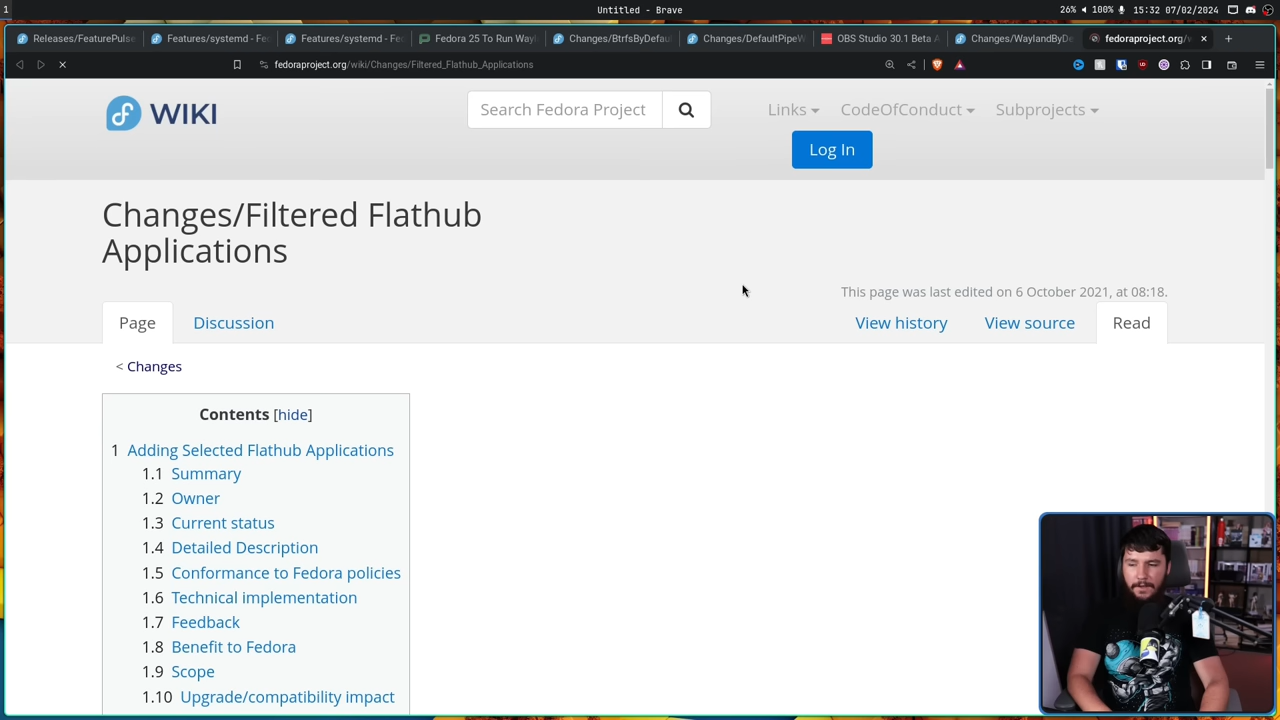 1
Untitled - Brave
26% 100% 15:32 07/02/2024
Releases/FeaturePulse
Features/systemd - Fe
Features/systemd - Fe
Fedora 25 To Run Wayl
Changes/BtrfsByDefau
Changes/DefaultPipeW
OBS Studio 30.1 Beta A
Changes/WaylandByDe
fedoraproject.org/w
fedoraproject.org/wiki/Changes/Filtered_Flathub_Applications
WIKI
Search Fedora Project
Links
CodeOfConduct
Subprojects
Log In
Changes/Filtered Flathub
Applications
This page was last edited on 6 October 2021, at 08:18.
Page
Discussion
View history
View source
Read
< Changes
Contents [hide]
1 Adding Selected Flathub Applications
1.1 Summary
1.2 Owner
1.3 Current status
1.4 Detailed Description
1.5 Conformance to Fedora policies
1.6 Technical implementation
1.7 Feedback
1.8 Benefit to Fedora
1.9 Scope
1.10 Upgrade/compatibility impact